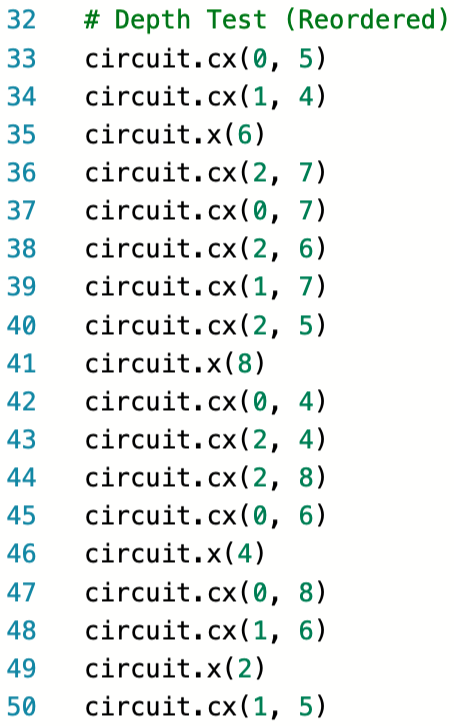 32 # Depth Test (Reordered)
33 circuit.cx(0, 5)
34 circuit.cx(1, 4)
35 circuit.x(6)
36 circuit.cx(2, 7)
37 circuit.cx(0, 7)
38 circuit.cx(2, 6)
39 circuit.cx(1, 7)
40 circuit.cx(2, 5)
41 circuit.x(8)
42 circuit.cx(0, 4)
43 circuit.cx(2, 4)
44 circuit.cx(2, 8)
45 circuit.cx(0, 6)
46 circuit.x(4)
47 circuit.cx(0, 8)
48 circuit.cx(1, 6)
49 circuit.x(2)
50 circuit.cx(1, 5)